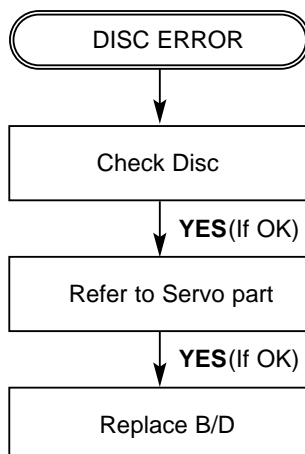 DISC ERROR
Check Disc
YES(If OK)
Refer to Servo part
YES(If OK)
Replace B/D